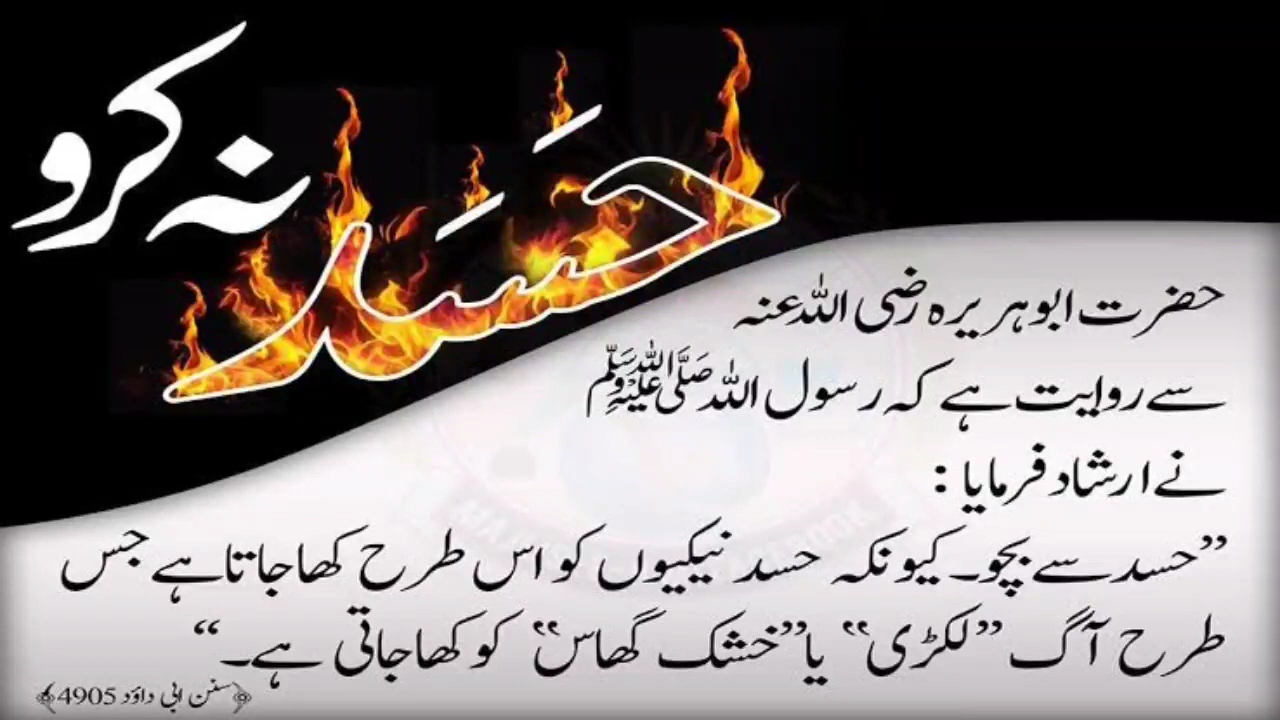 حَسَد نہ کرو
حضرت ابوہریرہ رضی اللہ عنہ
سے روایت ہے کہ رسول اللہ صَلَّی اللہُ عَلَیْہِ وَسَلَّم
نے ارشاد فرمایا :
”حسد سے بچو۔ کیونکہ حسد نیکیوں کو اس طرح کھا جاتا ہے جس
طرح آگ ”لکڑی“ یا ”خشک گھاس“ کو کھا جاتی ہے۔“
﴿سنن ابی داؤد 4905﴾